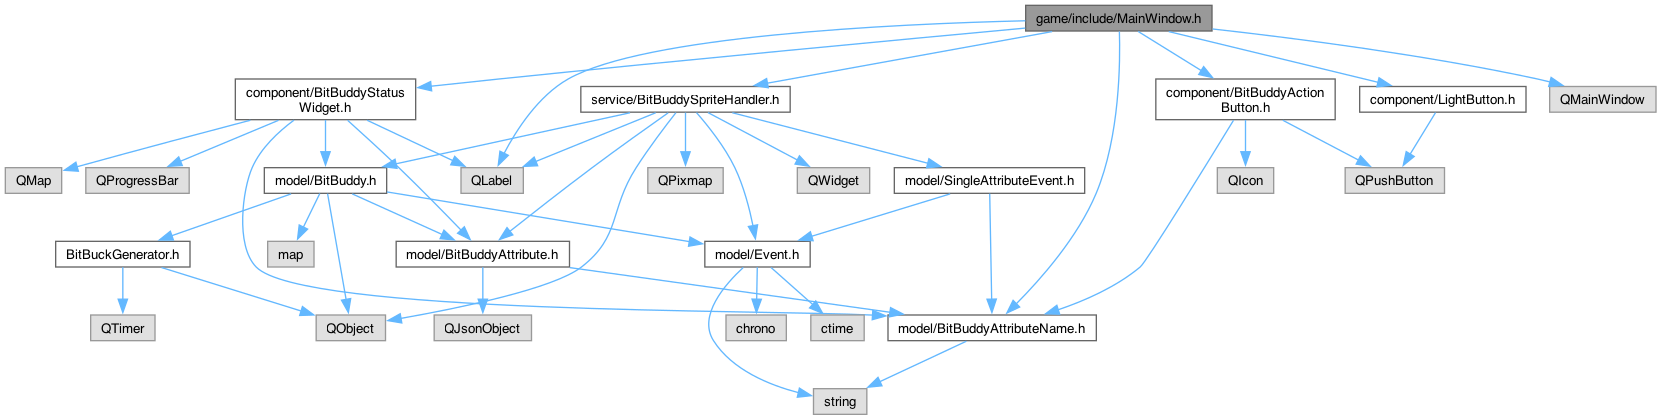 game/include/MainWindow.h
component/BitBuddyStatus
Widget.h
service/BitBuddySpriteHandler.h
component/BitBuddyAction
Button.h
component/LightButton.h
QMainWindow
QMap
QProgressBar
model/BitBuddy.h
QLabel
QPixmap
QWidget
model/SingleAttributeEvent.h
QIcon
QPushButton
BitBuckGenerator.h
map
model/BitBuddyAttribute.h
model/Event.h
QTimer
QObject
QJsonObject
chrono
ctime
model/BitBuddyAttributeName.h
string